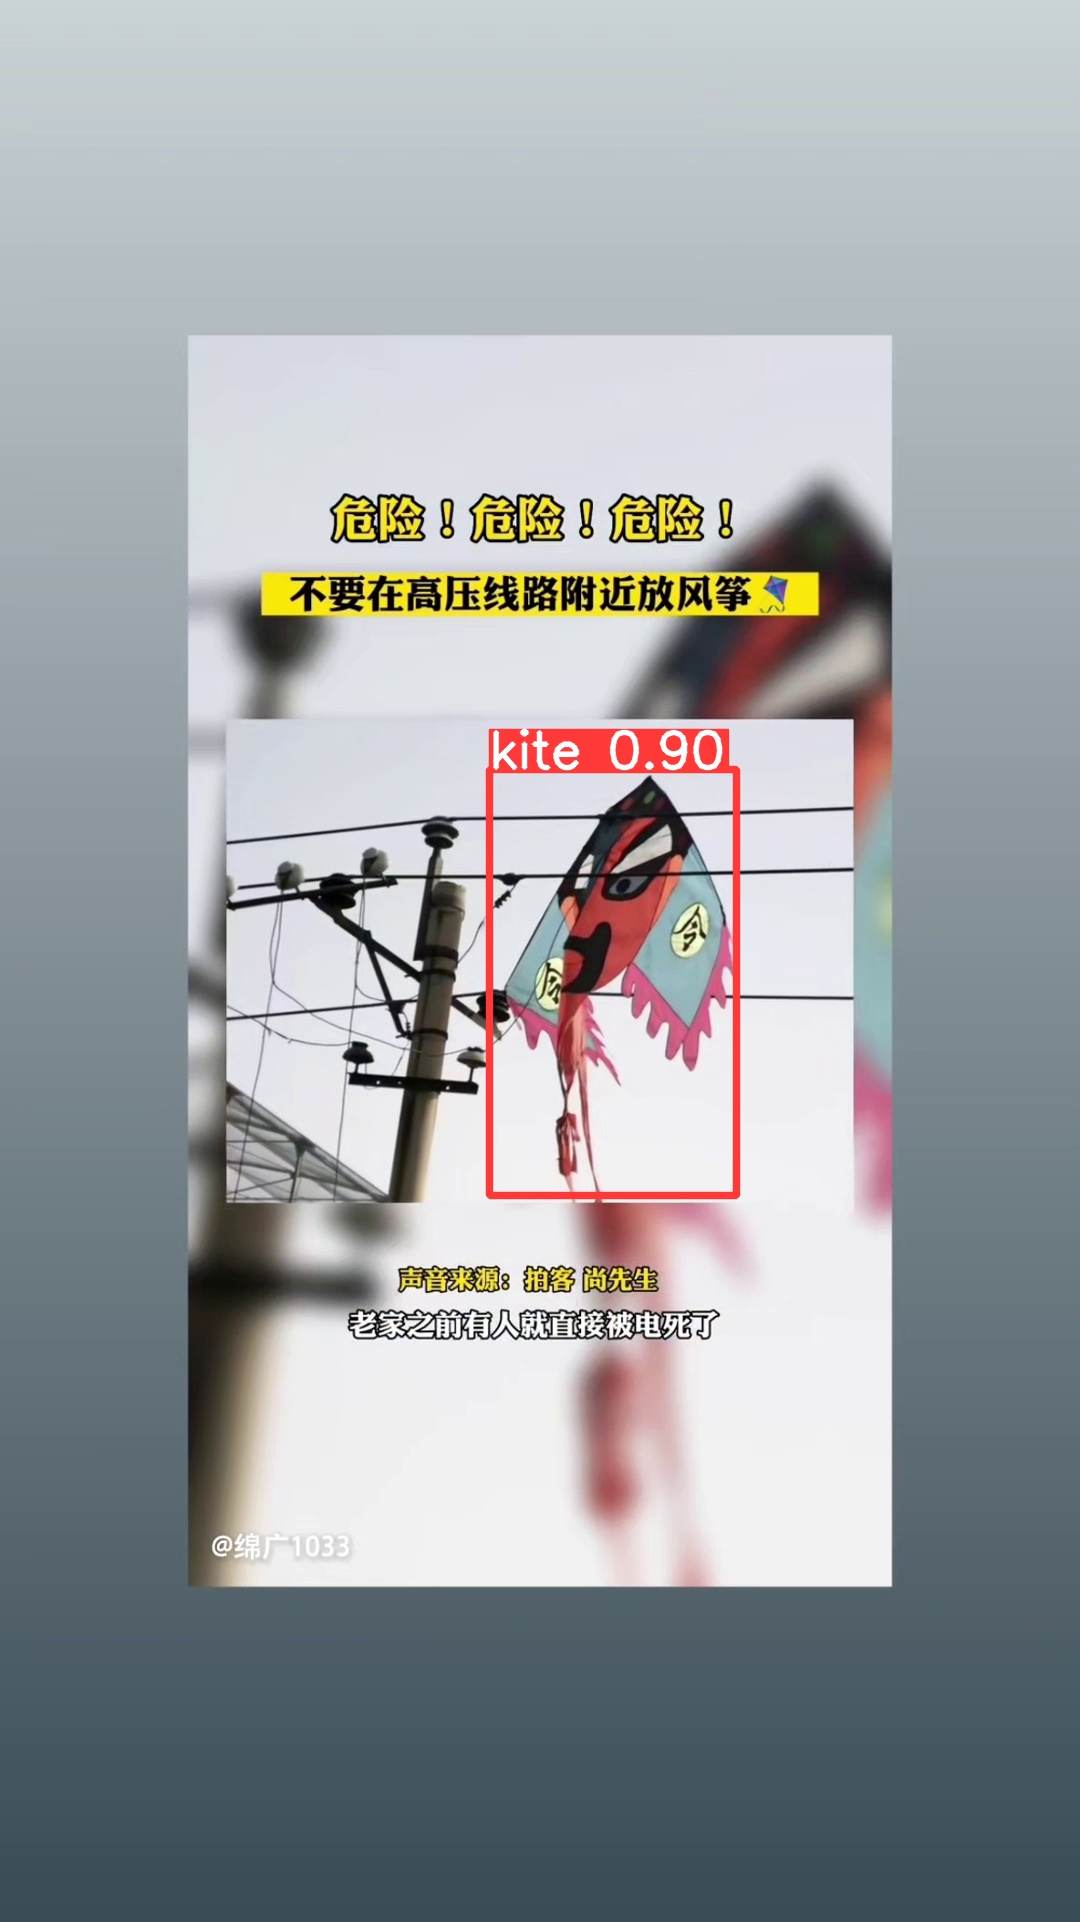 危险！危险！危险！
不要在高压线路附近放风筝
kite 0.90
令
令
声音来源：拍客 尚先生
老家之前有人就直接被电死了
@绵广1033